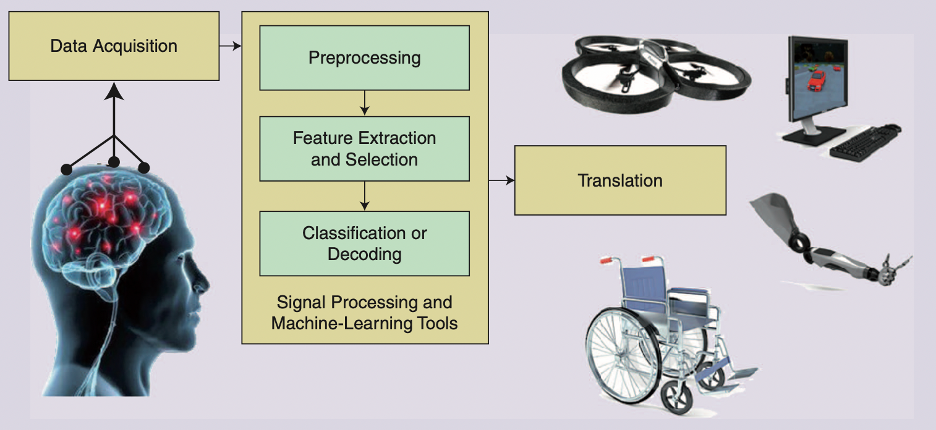 Data Acquisition
Preprocessing
Feature Extraction
and Selection
Classification or
Decoding
Signal Processing and
Machine-Learning Tools
Translation